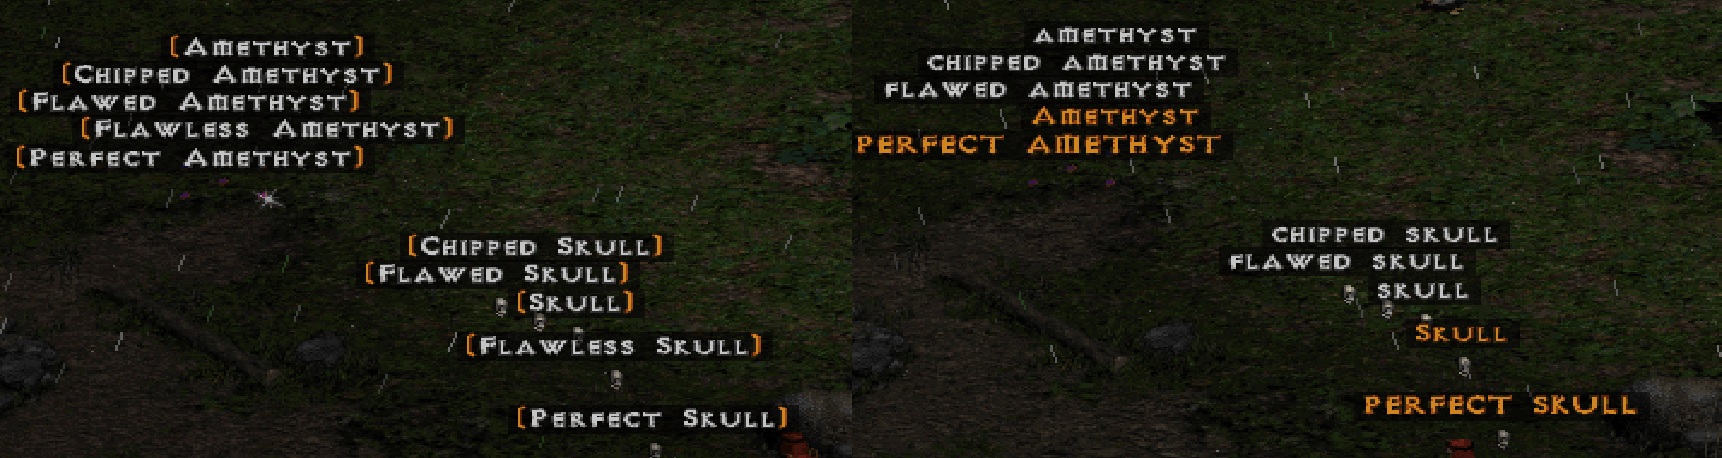 [Amethyst]
[Chipped Amethyst]
[Flawed Amethyst]
[Flawless Amethyst]
[Perfect Amethyst]
[Chipped Skull]
[Flawed Skull]
[Skull]
[Flawless Skull]
[Perfect Skull]
amethyst
chipped amethyst
flawed amethyst
Amethyst
PERFECT AMETHYST
chipped skull
flawed skull
skull
Skull
PERFECT SKULL